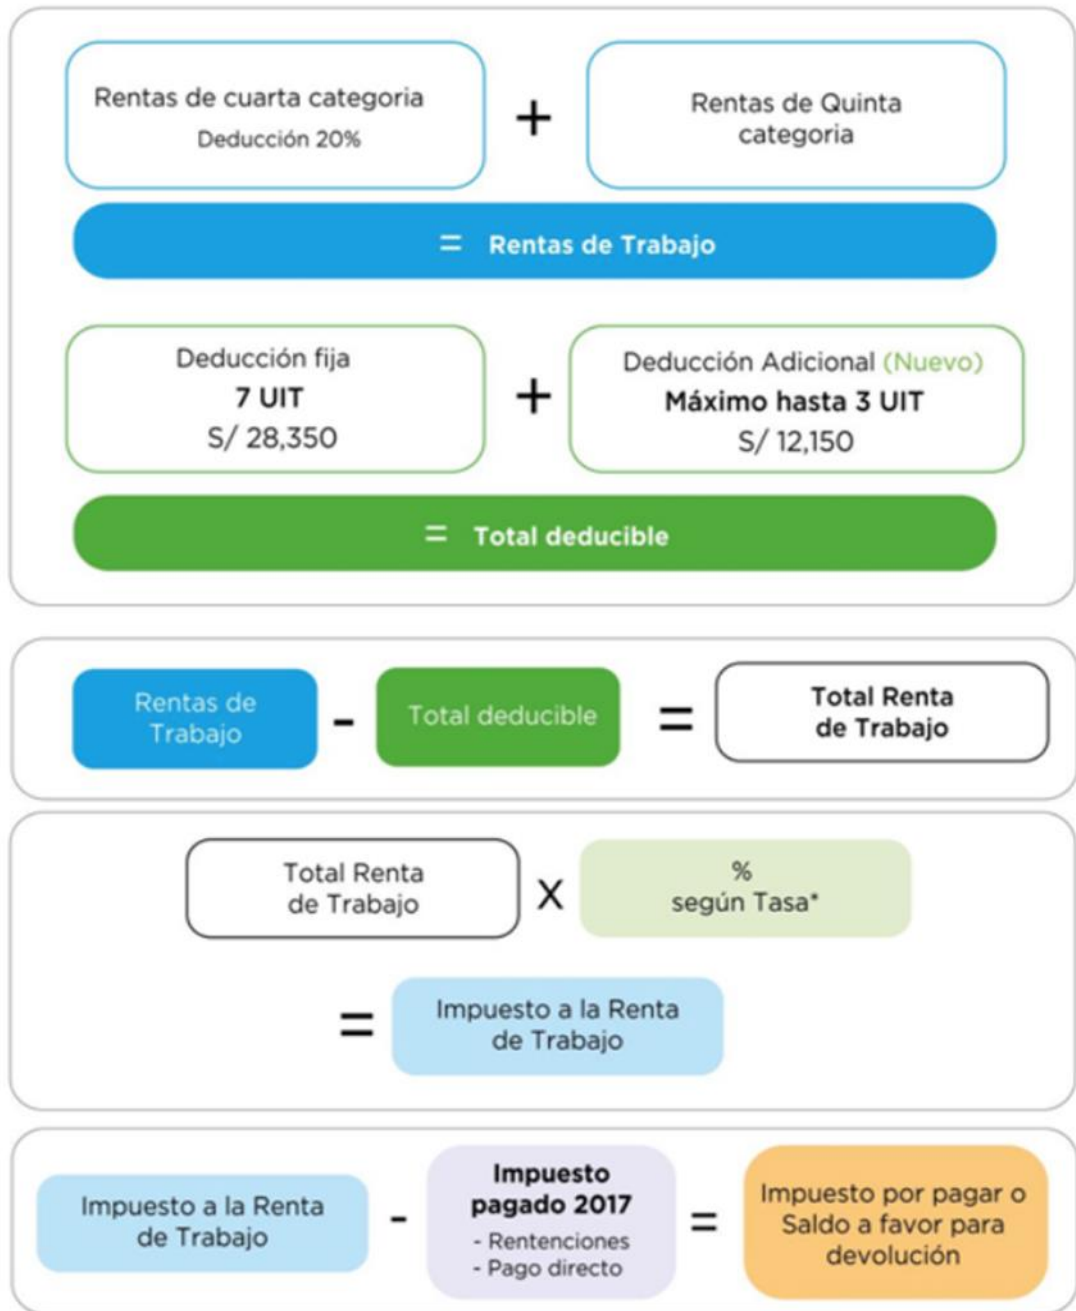 Rentas de cuarta categoria
Deducción 20%
+
Rentas de Quinta
categoria
= Rentas de Trabajo
Deducción fija
7 UIT
S/ 28,350
+
Deducción Adicional (Nuevo)
Máximo hasta 3 UIT
S/ 12,150
= Total deducible
Rentas de
Trabajo
-
Total deducible
=
Total Renta
de Trabajo
Total Renta
de Trabajo
X
%
según Tasa*
=
Impuesto a la Renta
de Trabajo
Impuesto a la Renta
de Trabajo
-
Impuesto
pagado 2017
- Rentenciones
- Pago directo
=
Impuesto por pagar o
Saldo a favor para
devolución